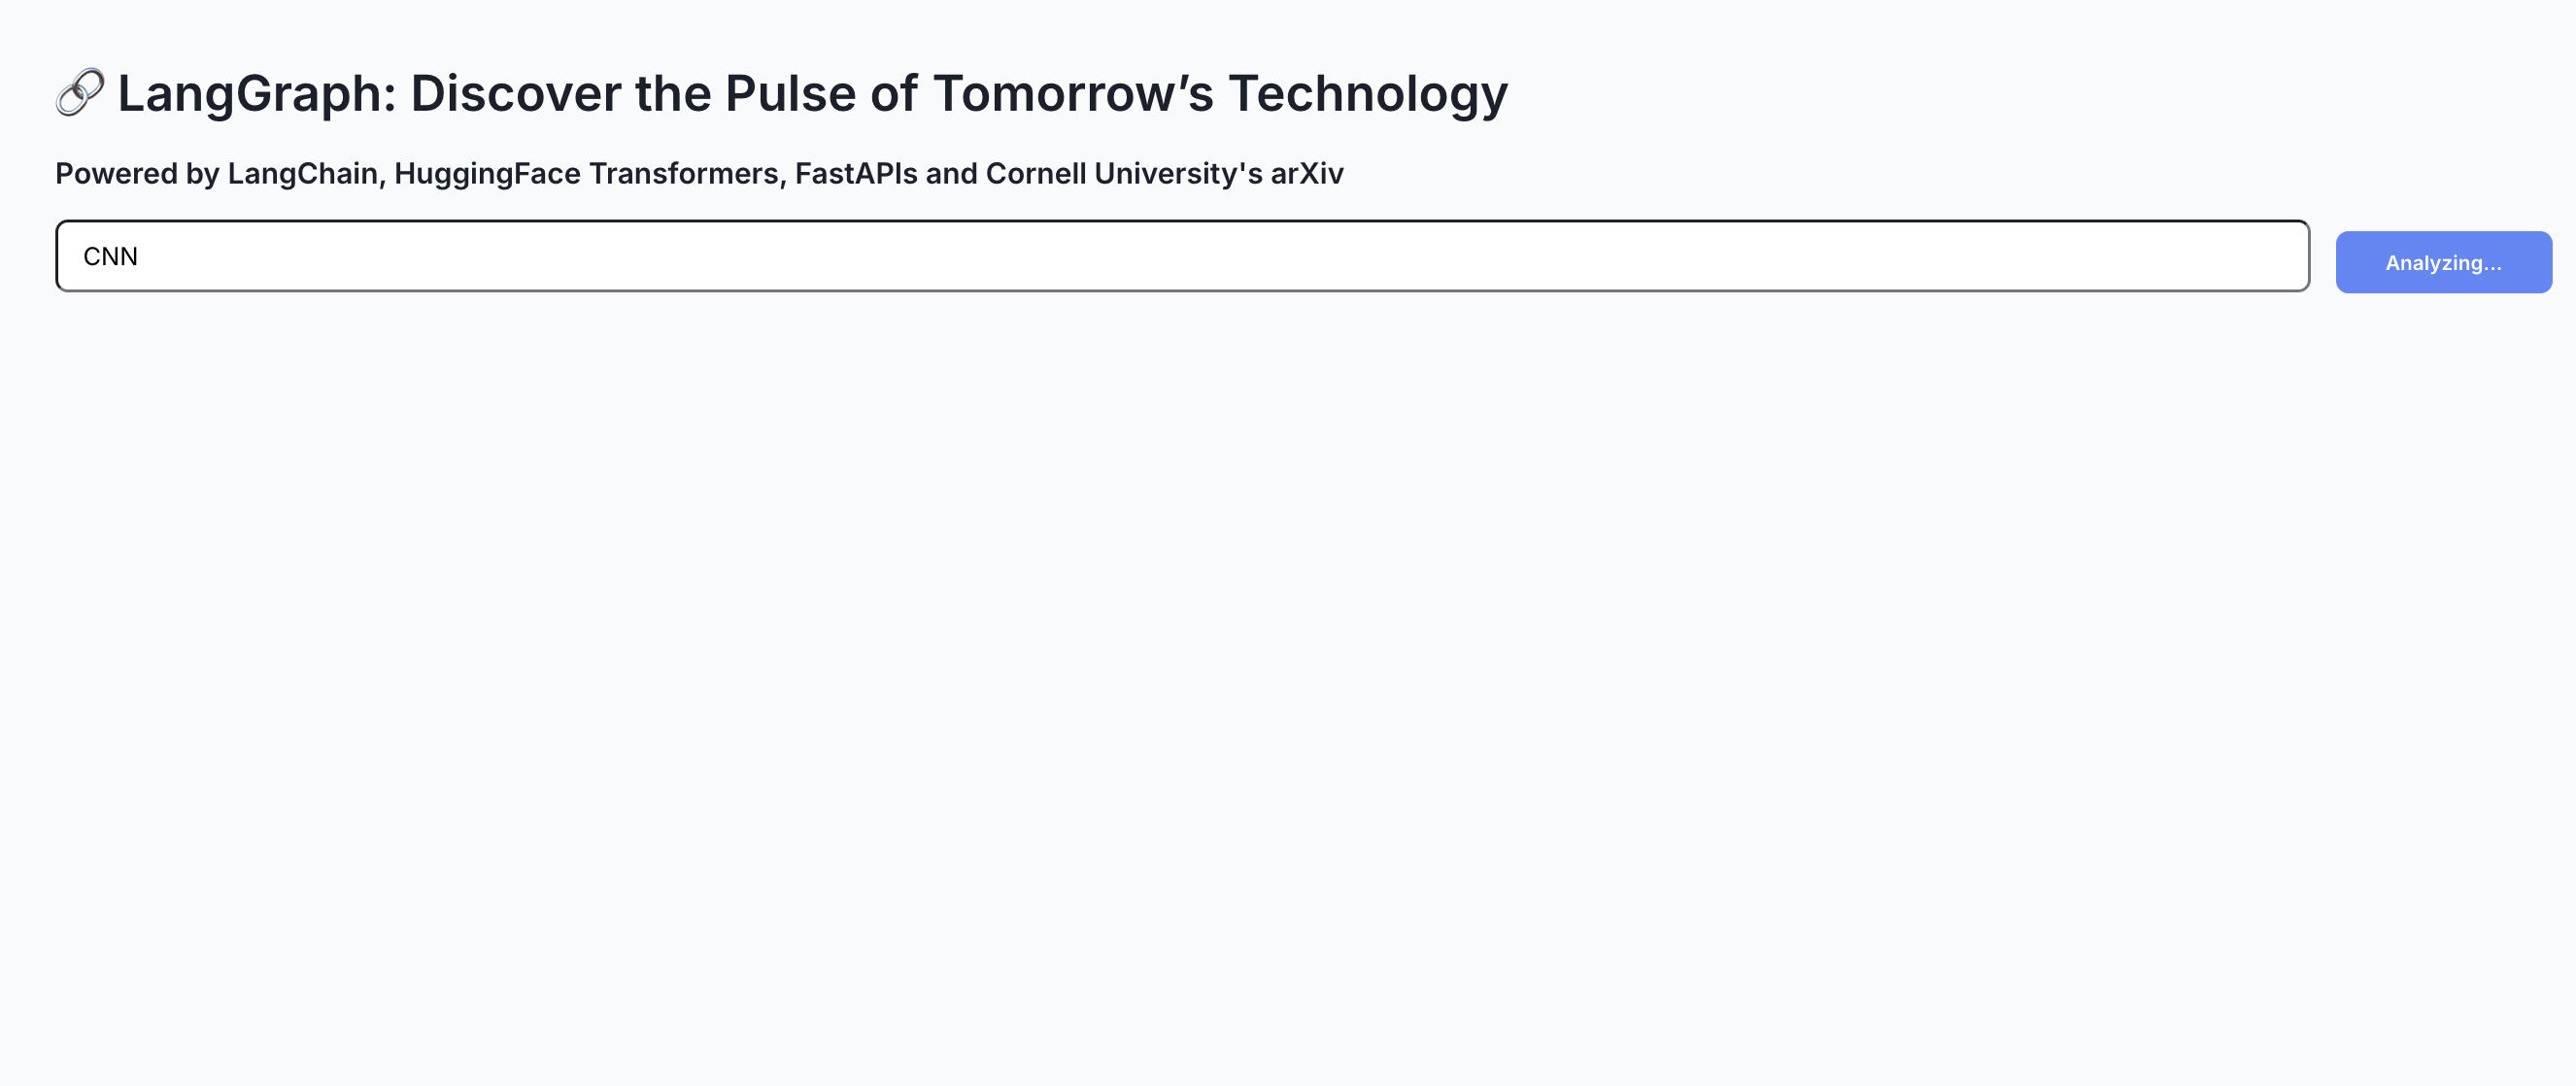 LangGraph: Discover the Pulse of Tomorrow’s Technology
Powered by LangChain, HuggingFace Transformers, FastAPIs and Cornell University's arXiv
CNN
Analyzing...